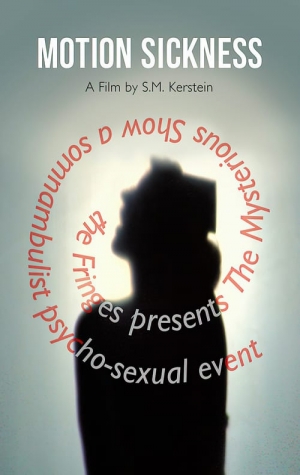 MOTION SICKNESS
A Film by S.M. Kerstein
the Fringes presents The Mysterious Show a somnambulist psycho-sexual event